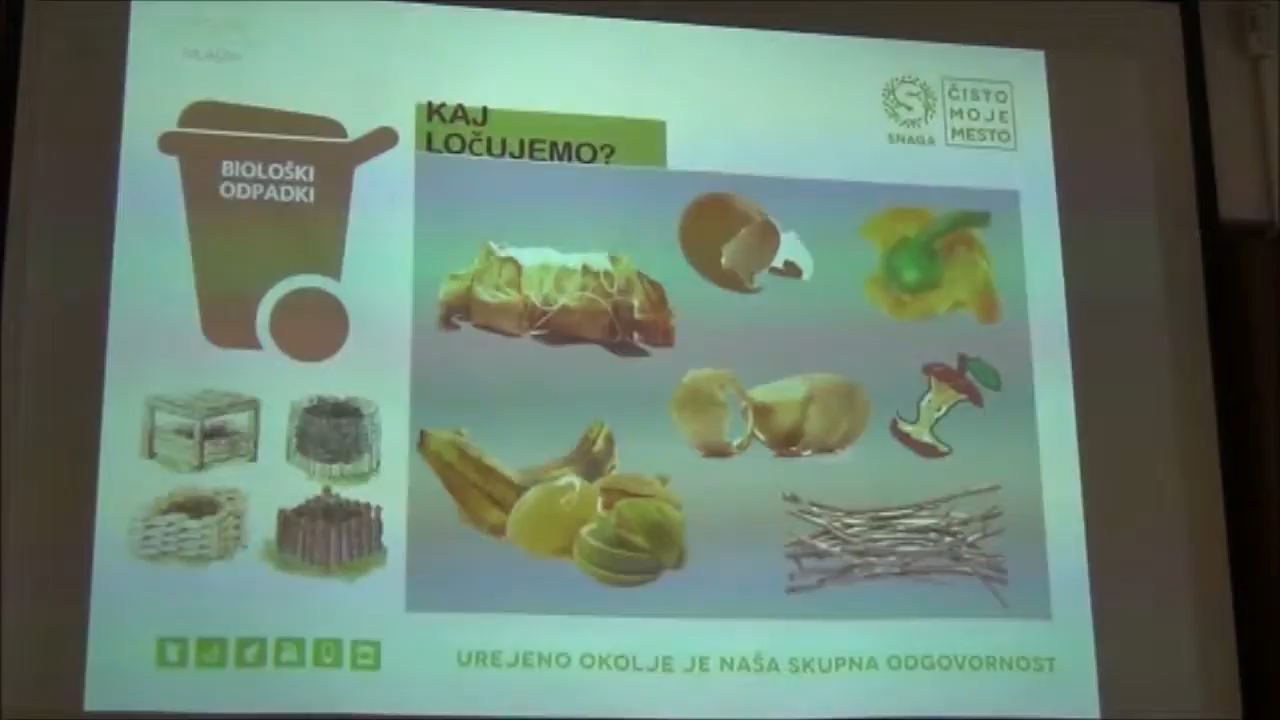 BIOLOŠKI
ODPADKI
KAJ
LOČUJEMO?
SNAGA
ČISTO
MOJE
MESTO
UREJENO OKOLJE JE NAŠA SKUPNA ODGOVORNOST